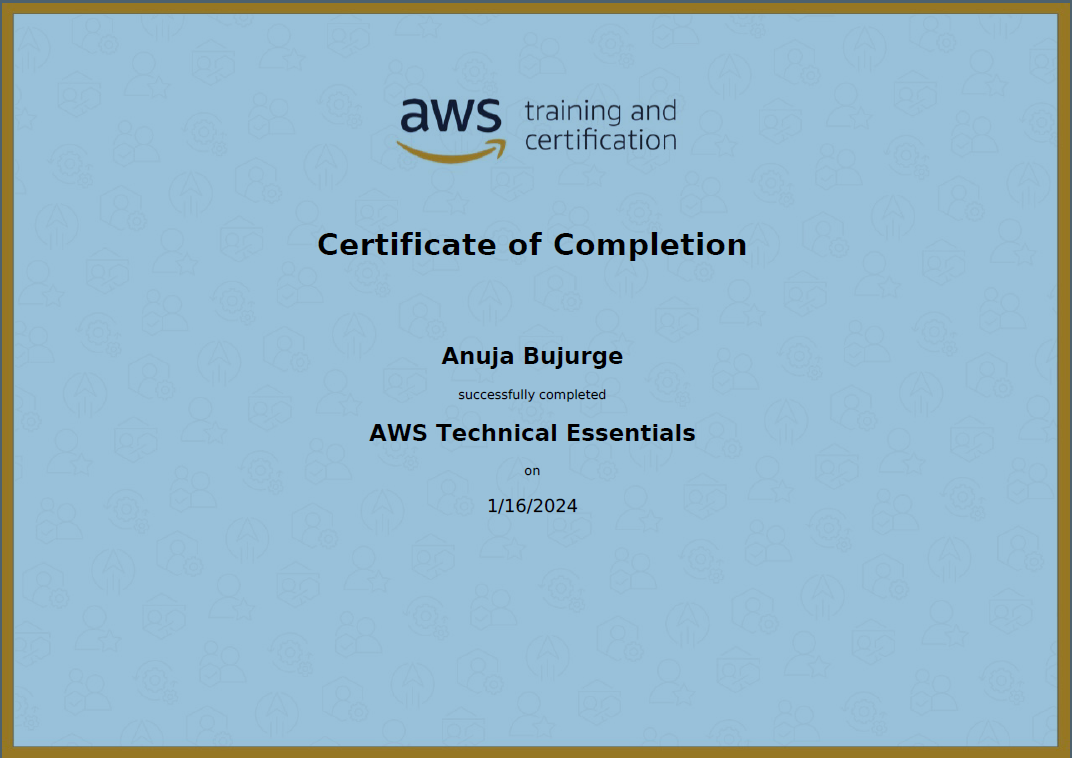 aws training and
certification
Certificate of Completion
Anuja Bujurge
successfully completed
AWS Technical Essentials
on
1/16/2024